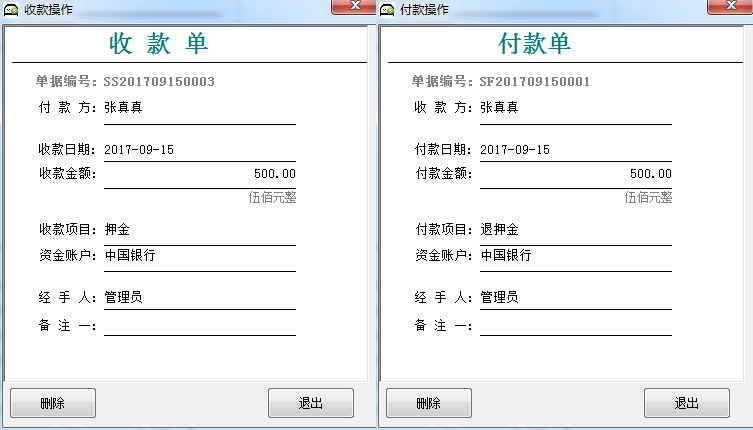 收款操作
收 款 单
单据编号：SS201709150003
付 款 方：张真真
收款日期：2017-09-15
收款金额：500.00
伍佰元整
收款项目：押金
资金账户：中国银行
经 手 人：管理员
备 注 一：
删除
退出
付款操作
付款单
单据编号：SF201709150001
收 款 方：张真真
付款日期：2017-09-15
付款金额：500.00
伍佰元整
付款项目：退押金
资金账户：中国银行
经 手 人：管理员
备 注 一：
删除
退出